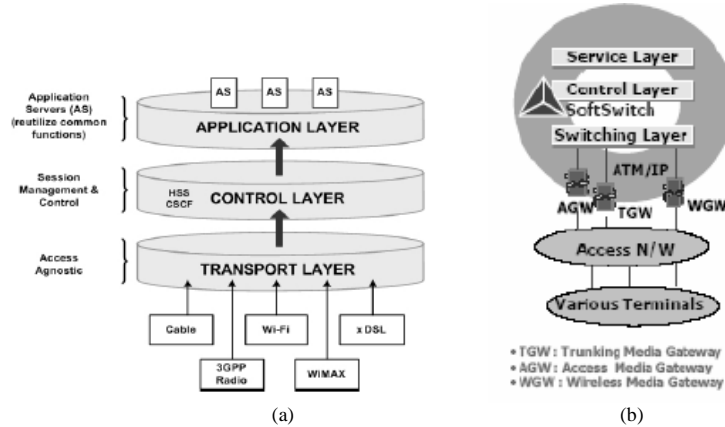 Application
Servers (AS)
(reutilize common
functions)
AS AS AS
APPLICATION LAYER
Session
Management &
Control
HSS
CSCF
CONTROL LAYER
Access
Agnostic
TRANSPORT LAYER
Cable
Wi-Fi
xDSL
3GPP
Radio
WiMAX
(a)
Service Layer
Control Layer
SoftSwitch
Switching Layer
ATM/IP
AGW
TGW
WGW
Access N/W
Various Terminals
• TGW : Trunking Media Gateway
• AGW : Access Media Gateway
• WGW : Wireless Media Gateway
(b)